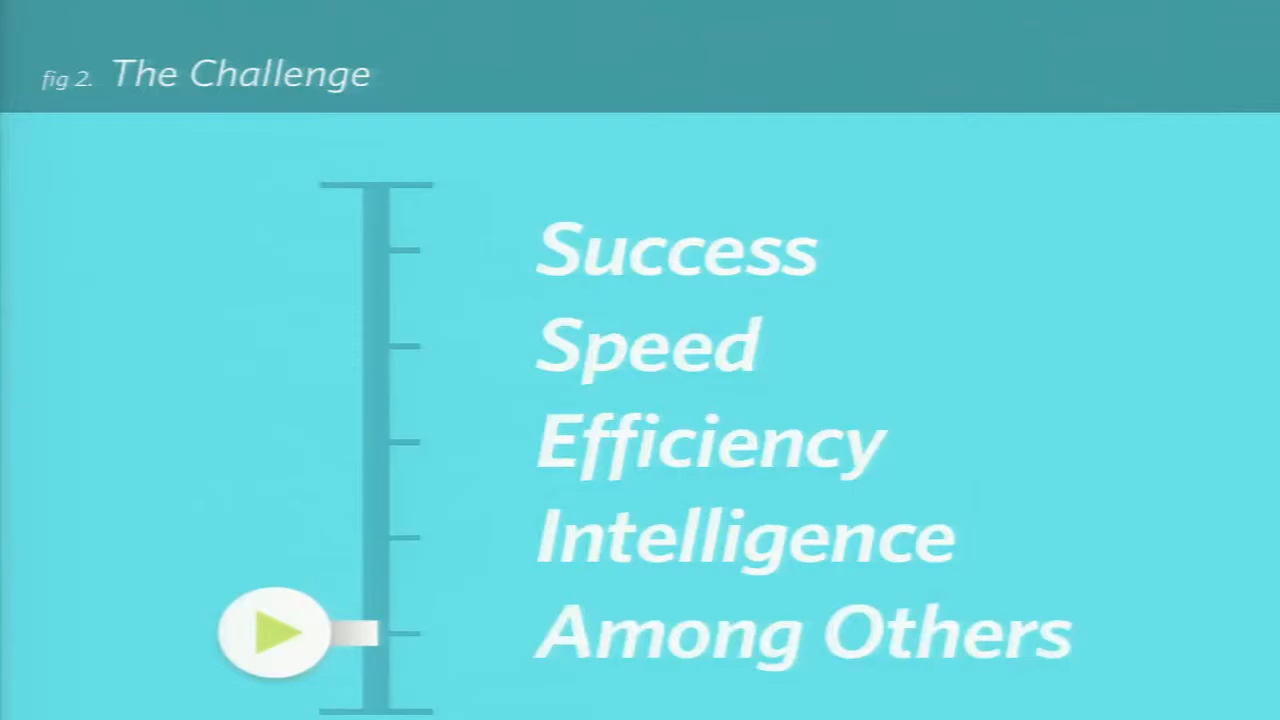 fig 2. The Challenge
Success
Speed
Efficiency
Intelligence
Among Others